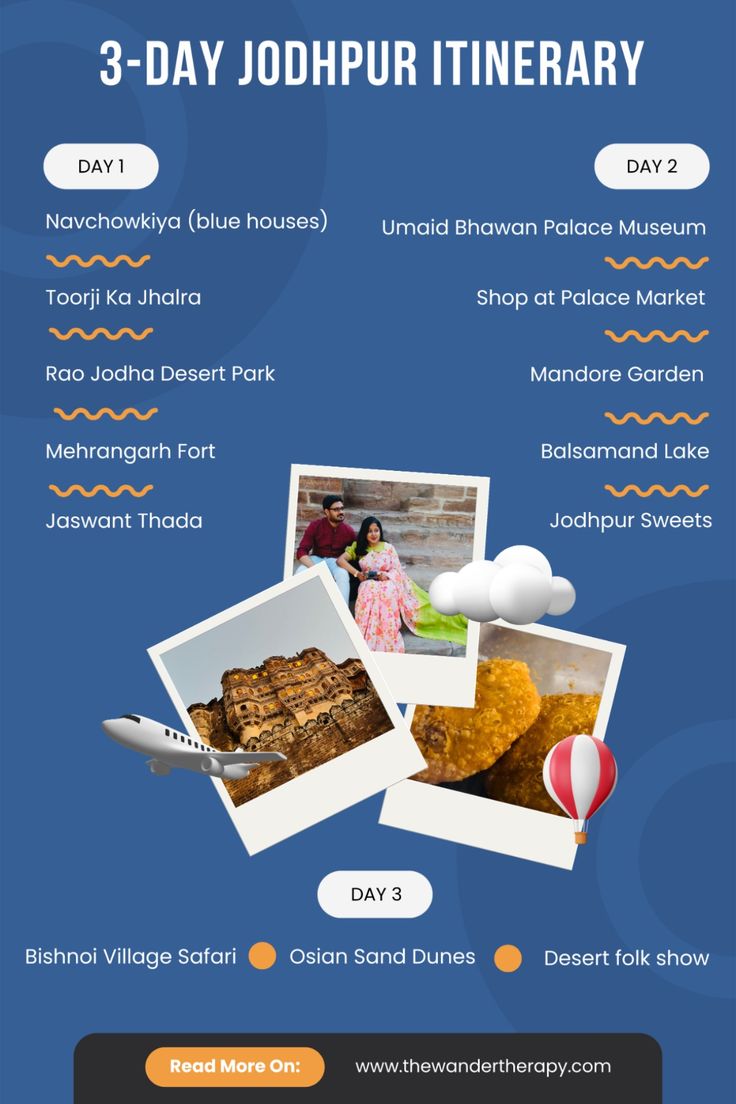 3-DAY JODHPUR ITINERARY
DAY 1
Navchowkiya (blue houses)
Toorji Ka Jhalra
Rao Jodha Desert Park
Mehrangarh Fort
Jaswant Thada
DAY 2
Umaid Bhawan Palace Museum
Shop at Palace Market
Mandore Garden
Balsamand Lake
Jodhpur Sweets
DAY 3
Bishnoi Village Safari
Osian Sand Dunes
Desert folk show
Read More On:
www.thewandertherapy.com